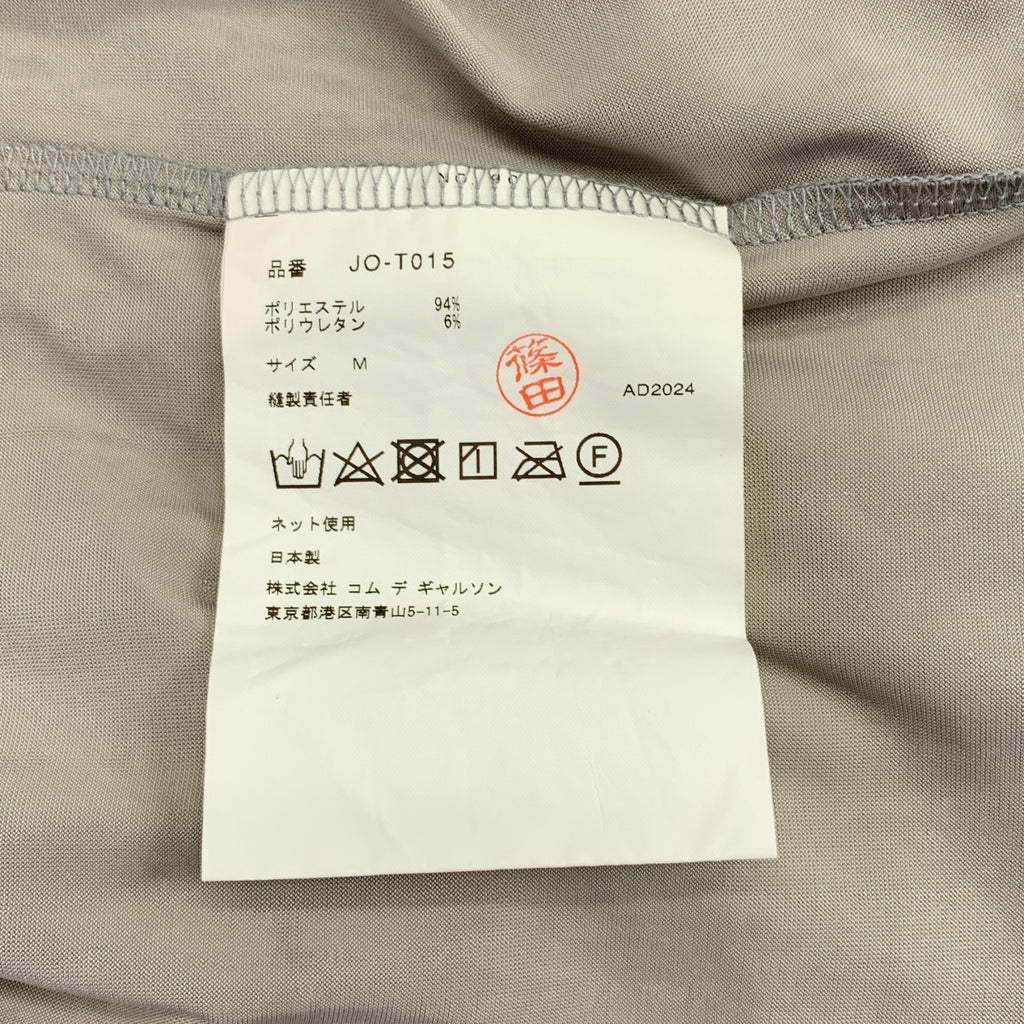 品番 JO-T015
ポリエステル 94%
ポリウレタン 6%
サイズ M
縫製責任者 篠田 AD2024
F
ネット使用
日本製
株式会社 コム デ ギャルソン
東京都港区南青山5-11-5